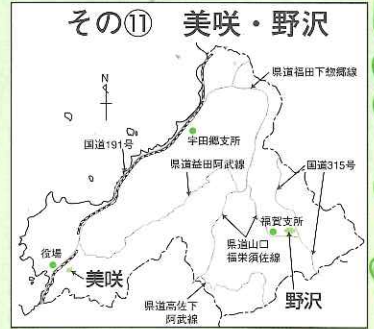 その⑪ 美咲・野沢
県道福田下惣郷線
N
宇田郷支所
国道191号
県道益田阿武線
国道315号
福賀支所
役場
県道山口
福栄須佐線
美咲
野沢
県道高佐下
阿武線